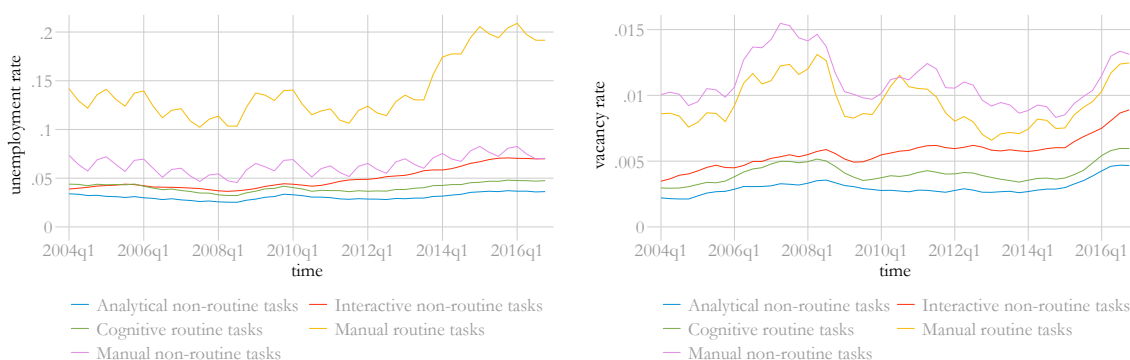 unemployment rate
.2
.15
.1
.05
0
2004q1 2006q1 2008q1 2010q1 2012q1 2014q1 2016q1
time
Analytical non-routine tasks Interactive non-routine tasks
Cognitive routine tasks Manual routine tasks
Manual non-routine tasks
vacancy rate
.015
.01
.005
0
2004q1 2006q1 2008q1 2010q1 2012q1 2014q1 2016q1
time
Analytical non-routine tasks Interactive non-routine tasks
Cognitive routine tasks Manual routine tasks
Manual non-routine tasks